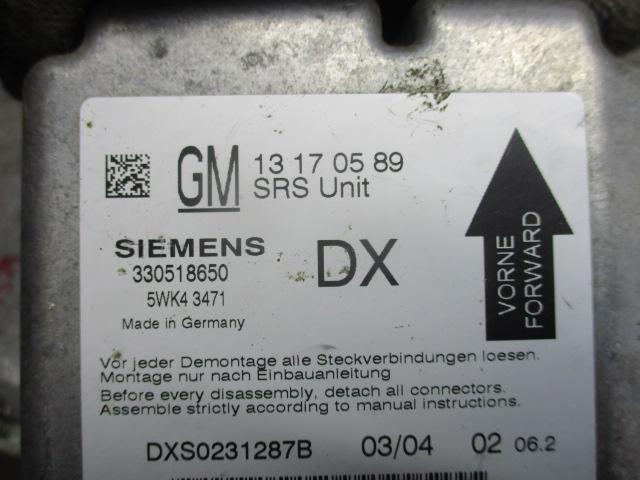 GM 13 17 05 89
SRS Unit
SIEMENS
330518650
5WK4 3471
DX
Made in Germany
VORNE
FORWARD
Vor jeder Demontage alle Steckverbindungen loesen.
Montage nur nach Einbauanleitung
Before every disassembly, detach all connectors.
Assemble strictly according to manual instructions.
DXS0231287B 03/04 02 06.2